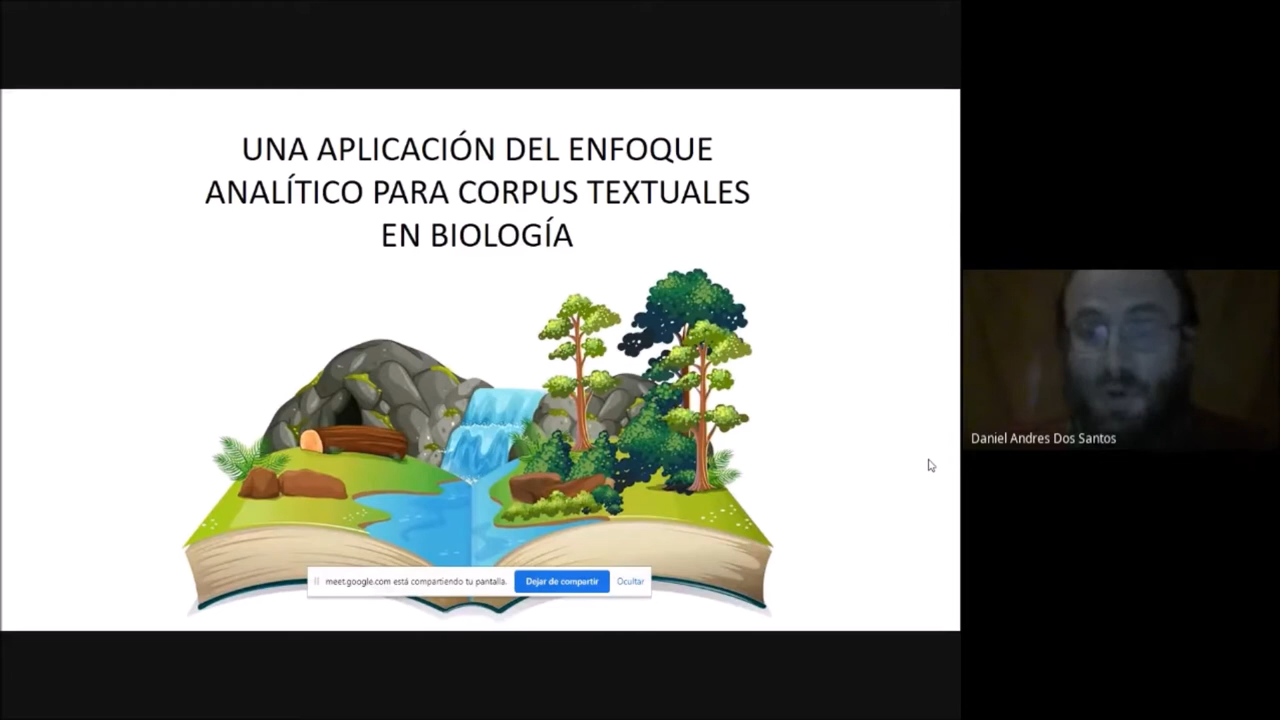 UNA APLICACIÓN DEL ENFOQUE
ANALÍTICO PARA CORPUS TEXTUALES
EN BIOLOGÍA
meet.google.com está compartiendo tu pantalla. Dejar de compartir Ocultar
Daniel Andres Dos Santos